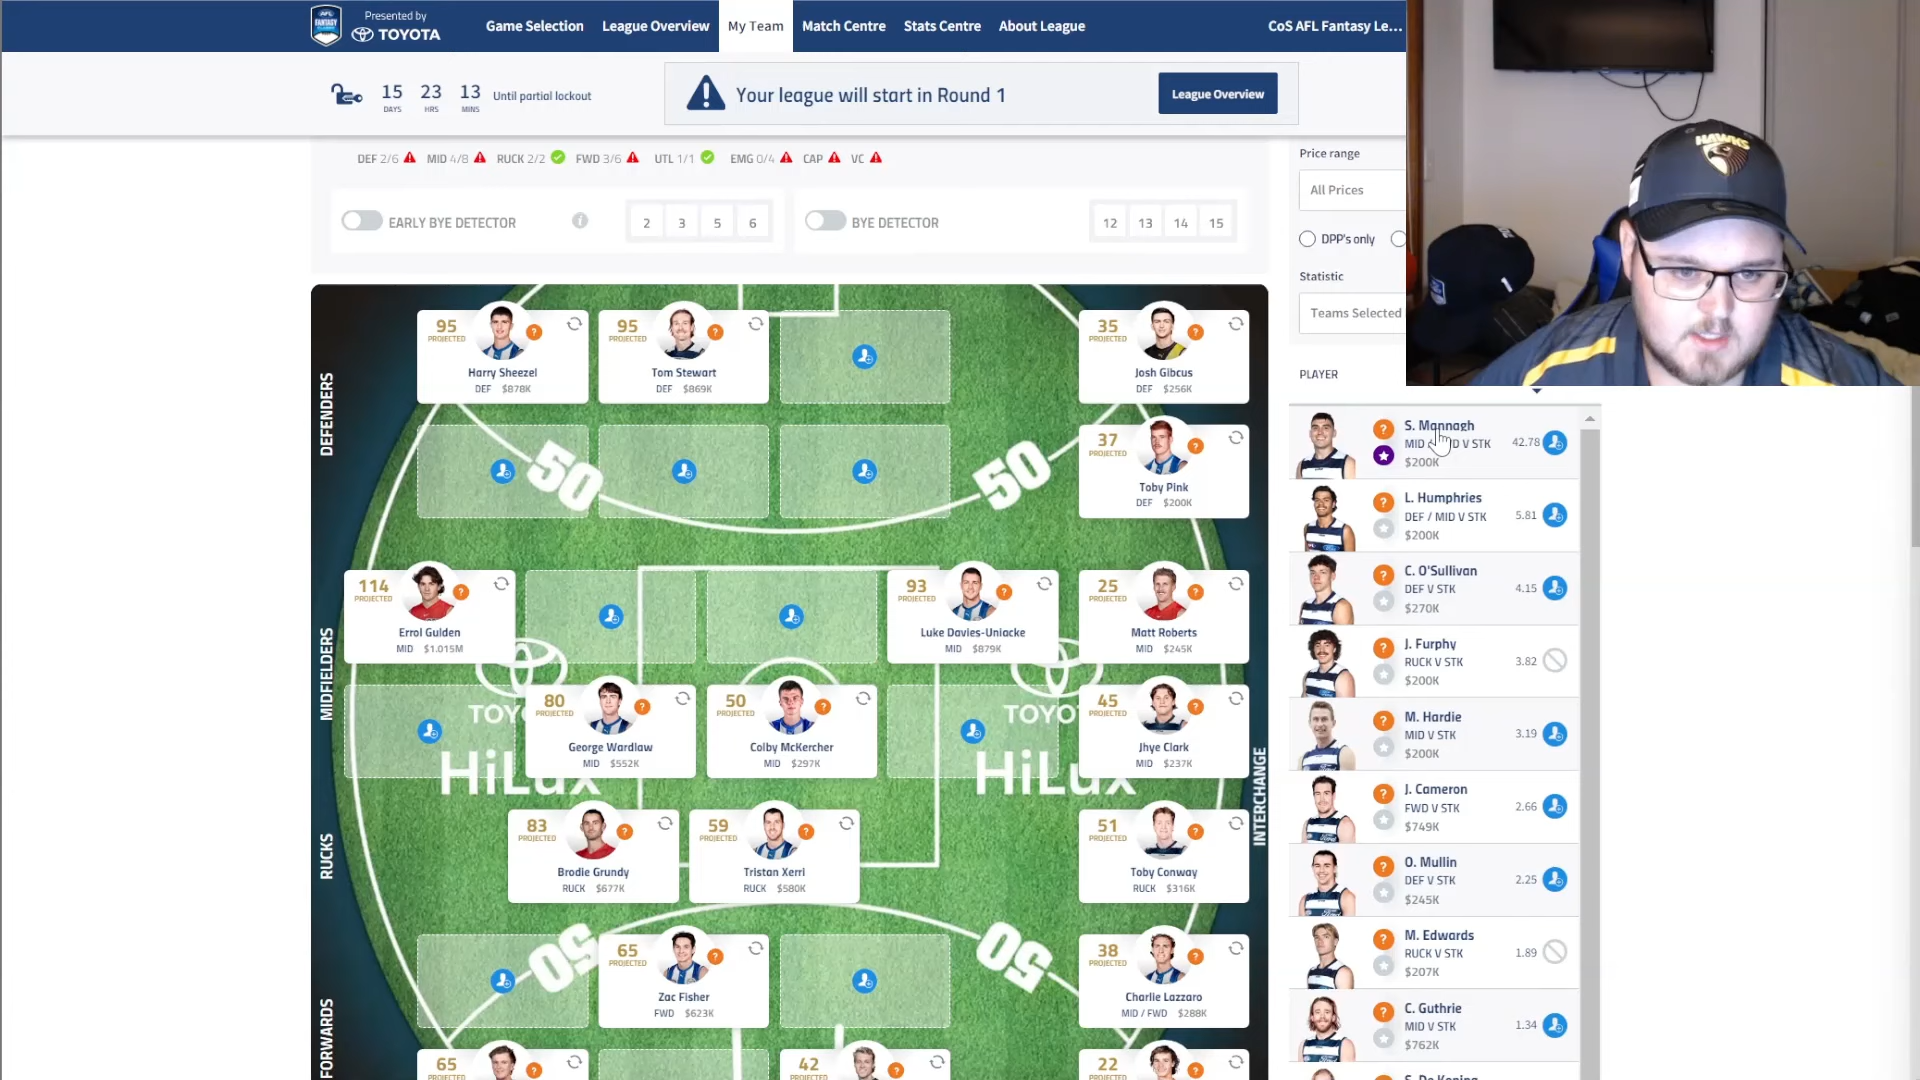 AFL
FANTASY
Presented by
TOYOTA
Game Selection
League Overview
My Team
Match Centre
Stats Centre
About League
CoS AFL Fantasy Le...
15
DAYS
23
HRS
13
MINS
Until partial lockout
Your league will start in Round 1
League Overview
DEF 2/6
MID 4/8
RUCK 2/2
FWD 3/6
UTL 1/1
EMG 0/4
CAP
VC
EARLY BYE DETECTOR
2 3 5 6
BYE DETECTOR
12 13 14 15
Price range
All Prices
DPP's only
Statistic
Teams Selected
PLAYER
HAWKS
DEFENDERS
95
PROJECTED
Harry Sheezel
DEF $878K
95
PROJECTED
Tom Stewart
DEF $869K
35
PROJECTED
Josh Gibcus
DEF $256K
50
50
37
PROJECTED
Toby Pink
DEF $200K
MIDFIELDERS
114
PROJECTED
Errol Gulden
MID $1.015M
93
PROJECTED
Luke Davies-Uniacke
MID $879K
25
PROJECTED
Matt Roberts
MID $245K
80
PROJECTED
George Wardlaw
MID $552K
50
PROJECTED
Colby McKercher
MID $297K
45
PROJECTED
Jhye Clark
MID $237K
TOYO
HiLux
TOYO
HiLux
INTERCHANGE
RUCKS
83
PROJECTED
Brodie Grundy
RUCK $677K
59
PROJECTED
Tristan Xerri
RUCK $580K
51
PROJECTED
Toby Conway
RUCK $316K
FORWARDS
50
65
PROJECTED
Zac Fisher
FWD $623K
50
38
PROJECTED
Charlie Lazzaro
MID / FWD $288K
65
PROJECTED
42
PROJECTED
22
PROJECTED
S. Mannagh
MID V STK
$200K
42.78
L. Humphries
DEF / MID V STK
$200K
5.81
C. O'Sullivan
DEF V STK
$270K
4.15
J. Furphy
RUCK V STK
$200K
3.82
M. Hardie
MID V STK
$200K
3.19
J. Cameron
FWD V STK
$749K
2.66
O. Mullin
DEF V STK
$245K
2.25
M. Edwards
RUCK V STK
$207K
1.89
C. Guthrie
MID V STK
$762K
1.34
S. De Koning